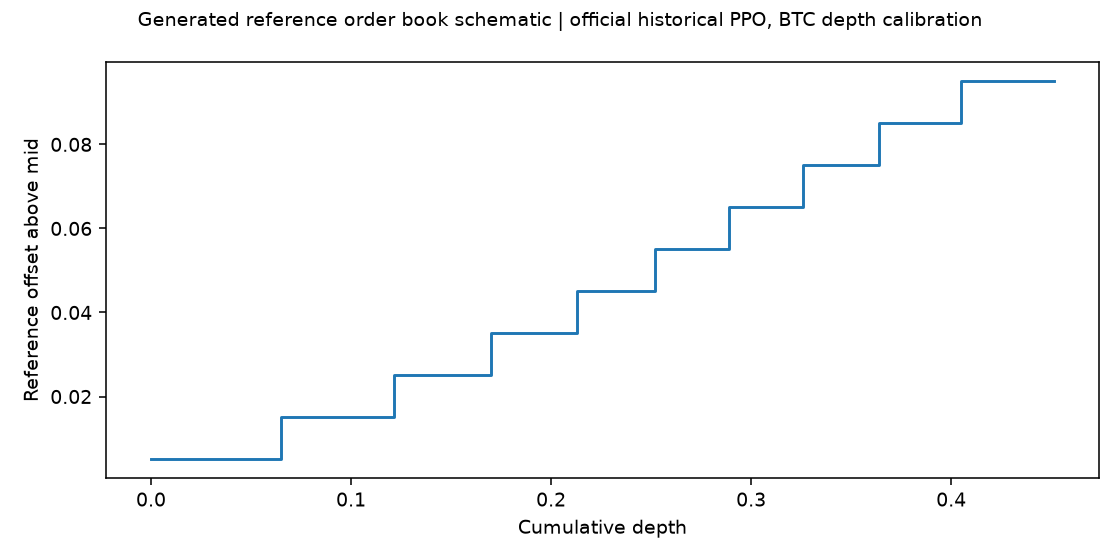 Generated reference order book schematic | official historical PPO, BTC depth calibration
Reference offset above mid
0.08
0.06
0.04
0.02
0.0 0.1 0.2 0.3 0.4
Cumulative depth